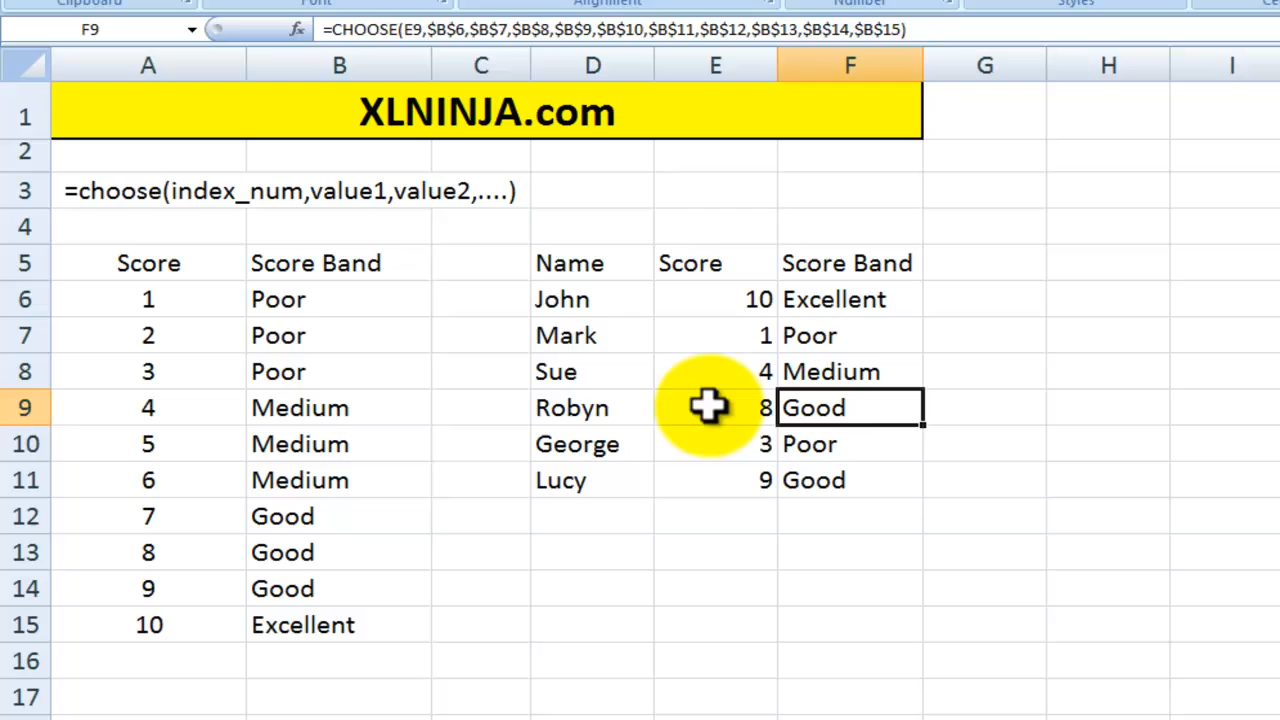 Clipboard Font Alignment Number Styles
F9 fx =CHOOSE(E9,$B$6,$B$7,$B$8,$B$9,$B$10,$B$11,$B$12,$B$13,$B$14,$B$15)
A B C D E F G H I
1 XLNINJA.com
2
3 =choose(index_num,value1,value2,....)
4
5 Score Score Band Name Score Score Band
6 1 Poor John 10 Excellent
7 2 Poor Mark 1 Poor
8 3 Poor Sue 4 Medium
9 4 Medium Robyn 8 Good
10 5 Medium George 3 Poor
11 6 Medium Lucy 9 Good
12 7 Good
13 8 Good
14 9 Good
15 10 Excellent
16
17